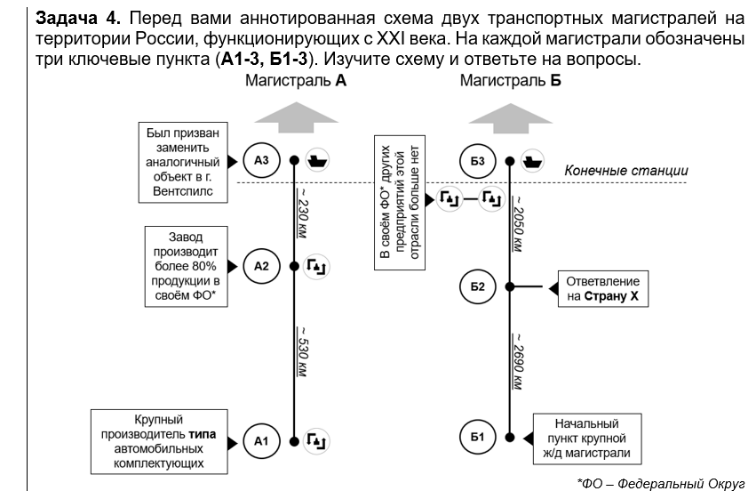 Задача 4. Перед вами аннотированная схема двух транспортных магистралей на
территории России, функционирующих с XXI века. На каждой магистрали обозначены
три ключевые пункта (А1-3, Б1-3). Изучите схему и ответьте на вопросы.
Магистраль А
Магистраль Б
Был призван
заменить
аналогичный
объект в г.
Вентспилс
А3
В своём ФО* других
предприятий этой
отрасли больше нет
Б3
Конечные станции
~ 230 км
~ 2050 км
Завод
производит
более 80%
продукции в
своём ФО*
А2
Б2
Ответвление
на Страну Х
~ 530 км
~ 2690 км
Крупный
производитель типа
автомобильных
комплектующих
А1
Б1
Начальный
пункт крупной
ж/д магистрали
*ФО – Федеральный Округ